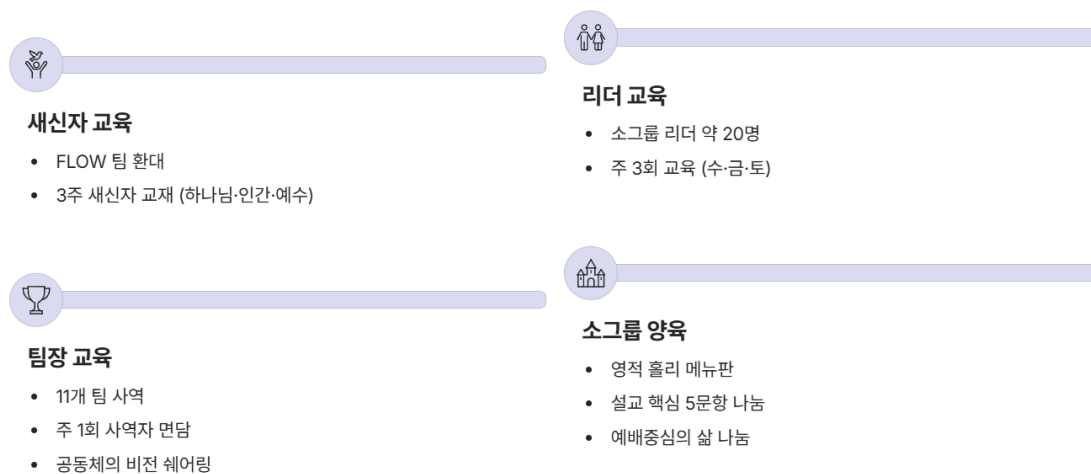 새신자 교육
FLOW 팀 환대
3주 새신자 교재 (하나님·인간·예수)
리더 교육
소그룹 리더 약 20명
주 3회 교육 (수·금·토)
팀장 교육
11개 팀 사역
주 1회 사역자 면담
공동체의 비전 쉐어링
소그룹 양육
영적 홀리 메뉴판
설교 핵심 5문항 나눔
예배중심의 삶 나눔